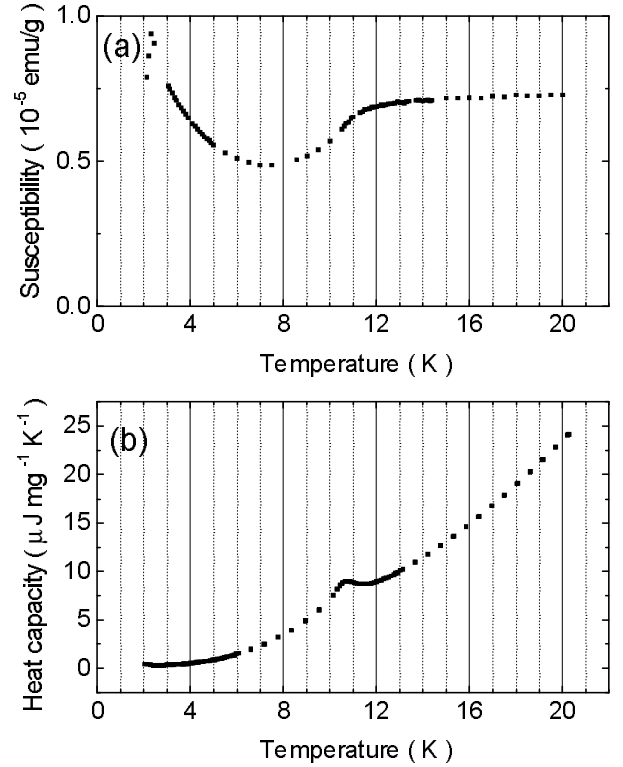 (a)
1.0
0.5
0.0
Susceptibility ( 10⁻⁵ emu/g )
0 4 8 12 16 20
Temperature ( K )
(b)
25
20
15
10
5
0
Heat capacity ( μJ mg⁻¹ K⁻¹ )
0 4 8 12 16 20
Temperature ( K )